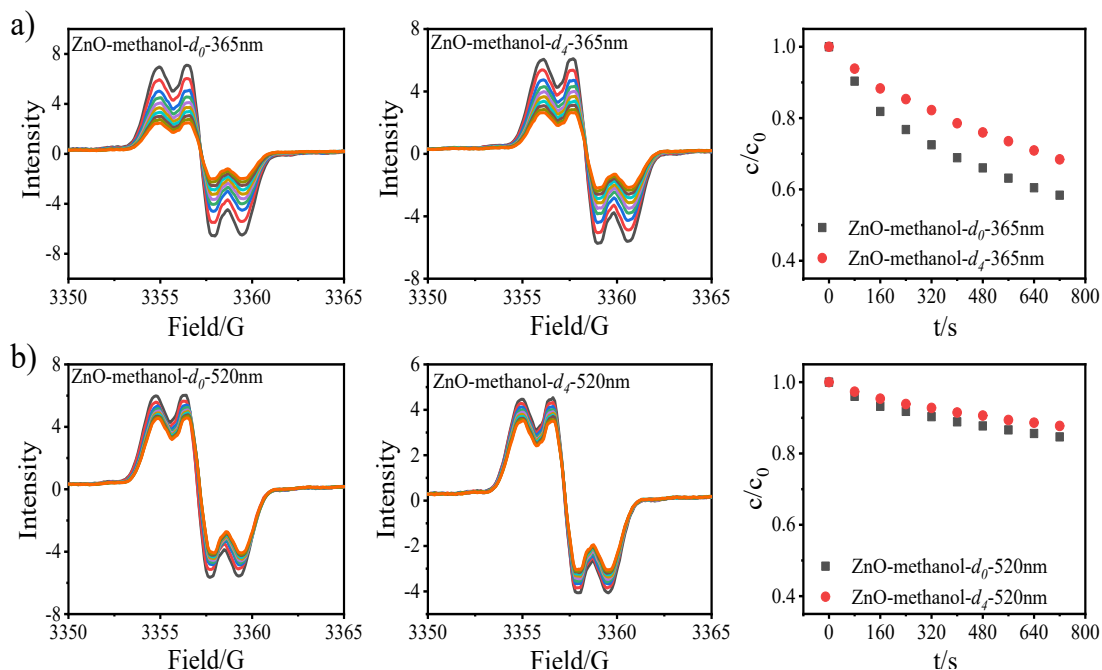 a)
ZnO-methanol-d0-365nm
8
4
0
-4
-8
Intensity
3350 3355 3360 3365
Field/G
ZnO-methanol-d4-365nm
8
4
0
-4
-8
Intensity
3350 3355 3360 3365
Field/G
1.0
0.8
0.6
0.4
c/c0
ZnO-methanol-d0-365nm
ZnO-methanol-d4-365nm
0 160 320 480 640 800
t/s
b)
ZnO-methanol-d0-520nm
8
4
0
-4
-8
Intensity
3350 3355 3360 3365
Field/G
ZnO-methanol-d4-520nm
6
4
2
0
-2
-4
Intensity
3350 3355 3360 3365
Field/G
1.0
0.8
0.6
0.4
c/c0
ZnO-methanol-d0-520nm
ZnO-methanol-d4-520nm
0 160 320 480 640 800
t/s